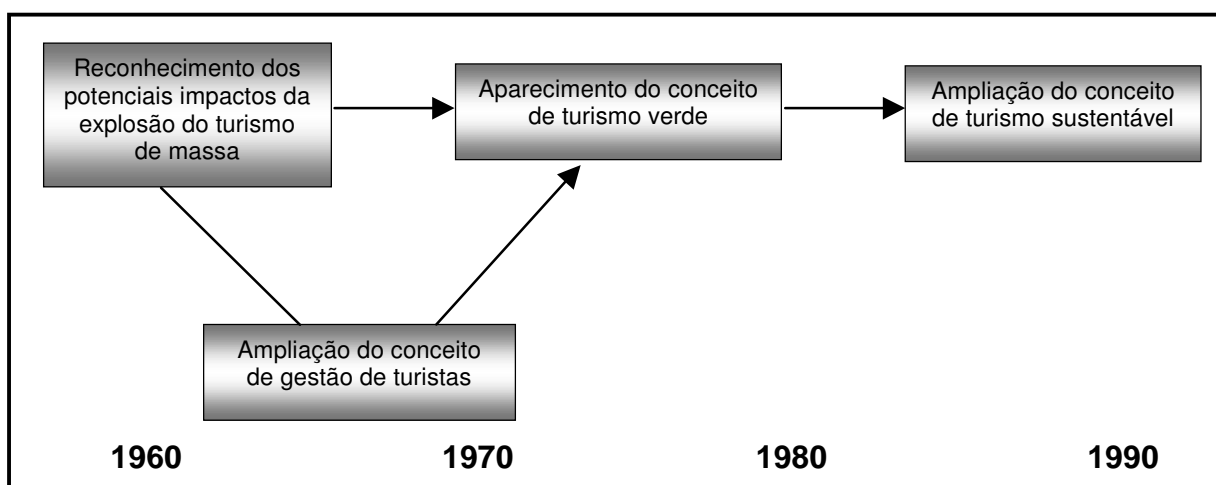 Reconhecimento dos
potenciais impactos da
explosão do turismo
de massa
Aparecimento do conceito
de turismo verde
Ampliação do conceito
de turismo sustentável
Ampliação do conceito
de gestão de turistas
1960 1970 1980 1990